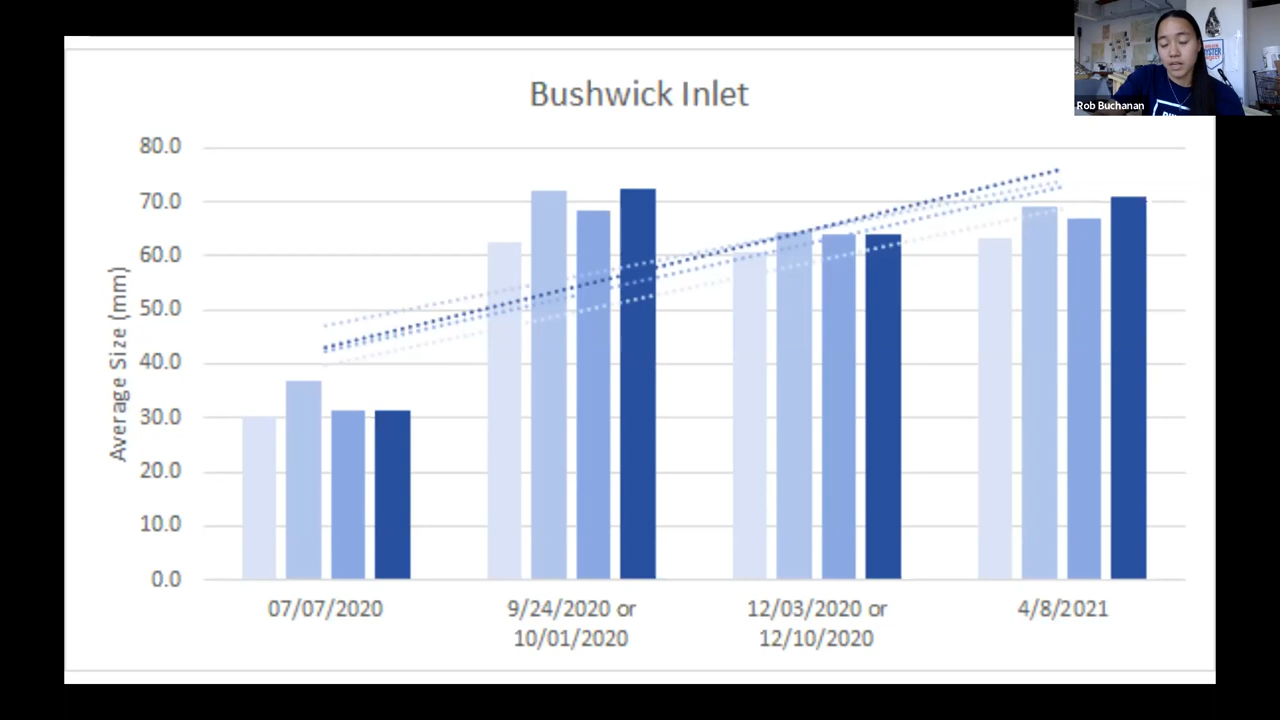 Bushwick Inlet
Rob Buchanan
80.0
70.0
60.0
50.0
40.0
30.0
20.0
10.0
0.0
Average Size (mm)
07/07/2020
9/24/2020 or
10/01/2020
12/03/2020 or
12/10/2020
4/8/2021